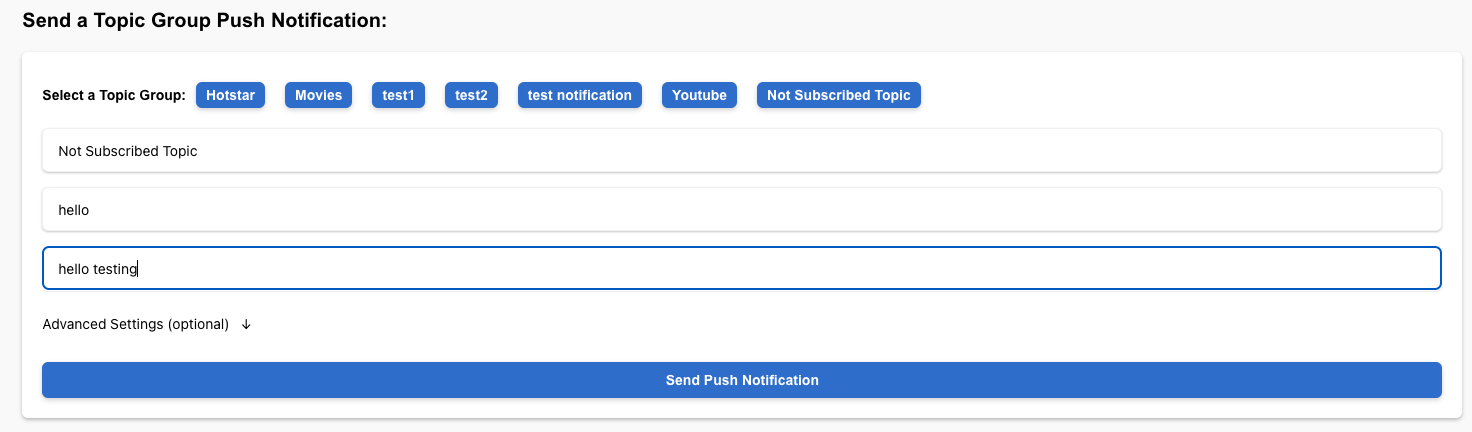 Send a Topic Group Push Notification:
Select a Topic Group: Hotstar Movies test1 test2 test notification Youtube Not Subscribed Topic
Not Subscribed Topic
hello
hello testing
Advanced Settings (optional) ↓
Send Push Notification